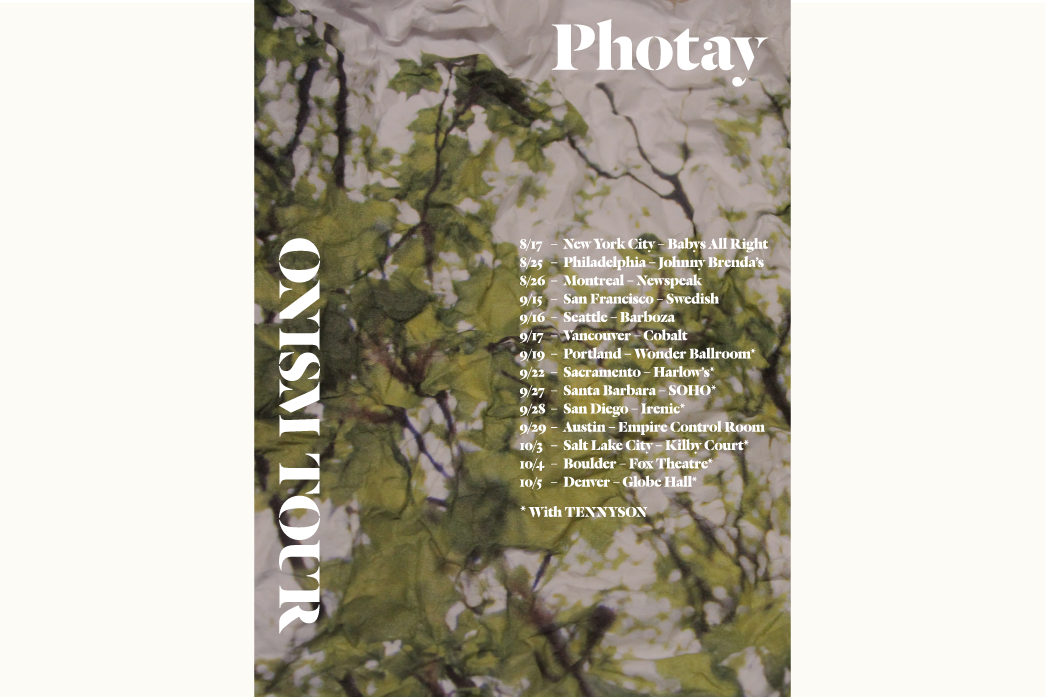 Photay
ONISM TOUR
8/17 – New York City – Babys All Right
8/25 – Philadelphia – Johnny Brenda's
8/26 – Montreal – Newspeak
9/15 – San Francisco – Swedish
9/16 – Seattle – Barboza
9/17 – Vancouver – Cobalt
9/19 – Portland – Wonder Ballroom*
9/22 – Sacramento – Harlow's*
9/27 – Santa Barbara – SOHO*
9/28 – San Diego – Irenic*
9/29 – Austin – Empire Control Room
10/3 – Salt Lake City – Kilby Court*
10/4 – Boulder – Fox Theatre*
10/5 – Denver – Globe Hall*
* With TENNYSON